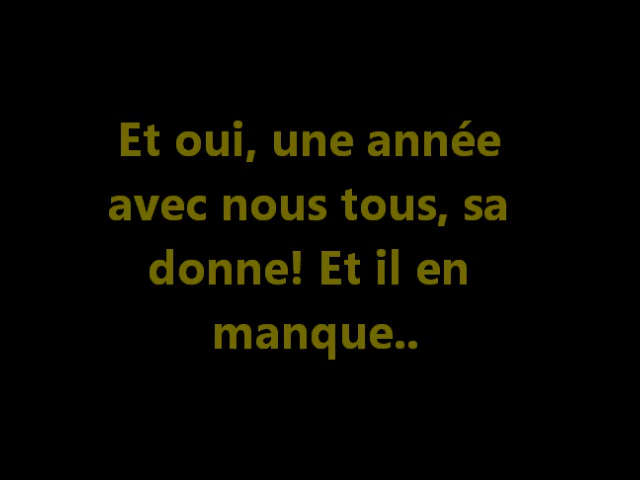 Et oui, une année
avec nous tous, sa
donne! Et il en
manque..